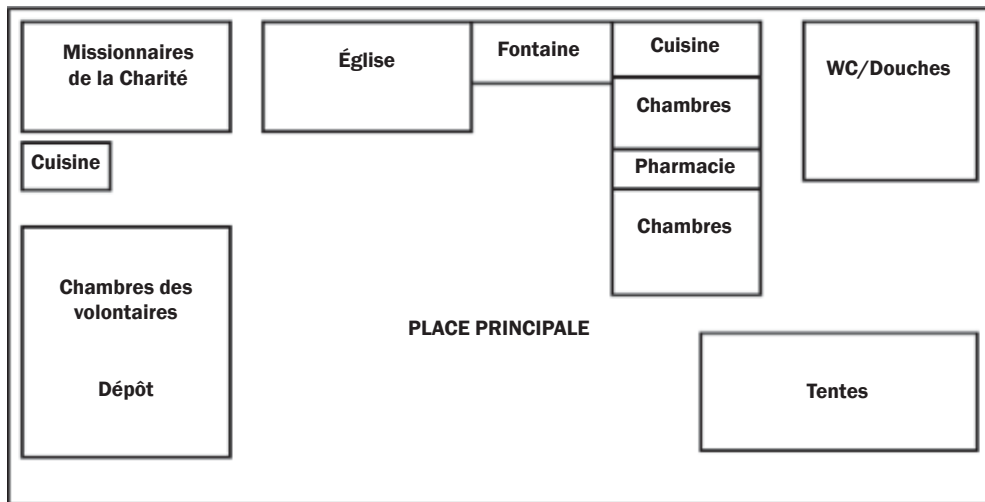 Missionnaires
de la Charité
Église
Fontaine
Cuisine
WC/Douches
Chambres
Cuisine
Pharmacie
Chambres
Chambres des
volontaires
PLACE PRINCIPALE
Dépôt
Tentes